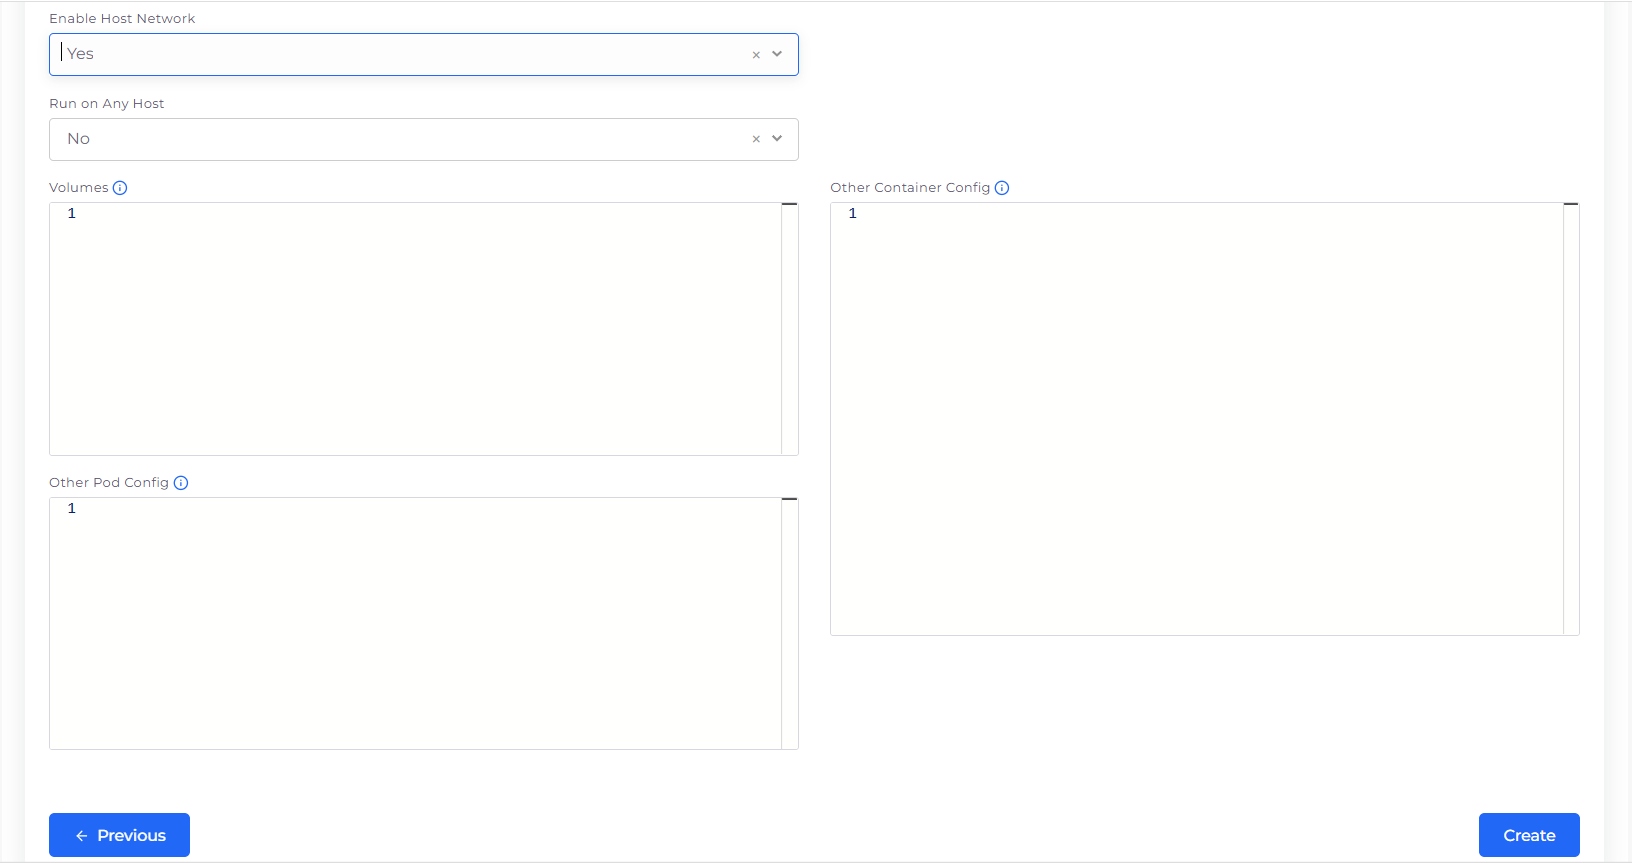 Enable Host Network
Yes
Run on Any Host
No
Volumes
1
Other Container Config
1
Other Pod Config
1
Previous
Create